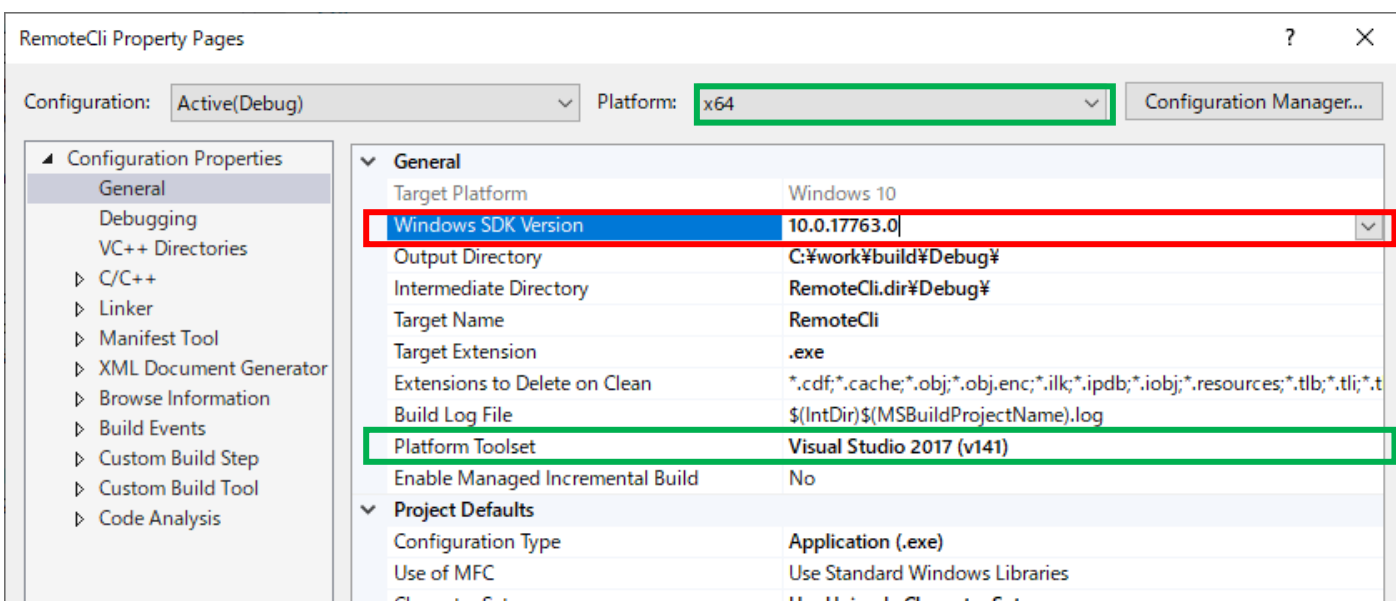 RemoteCli Property Pages ?
Configuration: Active(Debug) Platform: x64 Configuration Manager...
Configuration Properties
General
Debugging
VC++ Directories
C/C++
Linker
Manifest Tool
XML Document Generator
Browse Information
Build Events
Custom Build Step
Custom Build Tool
Code Analysis
General
Target Platform Windows 10
Windows SDK Version 10.0.17763.0
Output Directory C:¥work¥build¥Debug¥
Intermediate Directory RemoteCli.dir¥Debug¥
Target Name RemoteCli
Target Extension .exe
Extensions to Delete on Clean *.cdf;*.cache;*.obj;*.obj.enc;*.ilk;*.ipdb;*.iobj;*.resources;*.tlb;*.tli;*.t
Build Log File $(IntDir)$(MSBuildProjectName).log
Platform Toolset Visual Studio 2017 (v141)
Enable Managed Incremental Build No
Project Defaults
Configuration Type Application (.exe)
Use of MFC Use Standard Windows Libraries